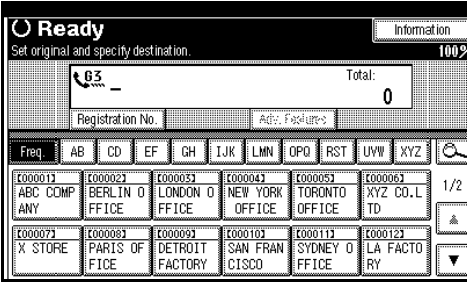 Ready
Information
Set original and specify destination.
100%
G3
Total:
0
Registration No.
Adv. Features
Freq. AB CD EF GH IJK LMN OPQ RST UVW XYZ
[00001] [00002] [00003] [00004] [00005] [00006]
ABC COMP BERLIN O LONDON O NEW YORK TORONTO XYZ CO.L
ANY FFICE FFICE OFFICE OFFICE TD
1/2
[00007] [00008] [00009] [00010] [00011] [00012]
X STORE PARIS OF DETROIT SAN FRAN SYDNEY O LA FACTO
FICE FACTORY CISCO FFICE RY